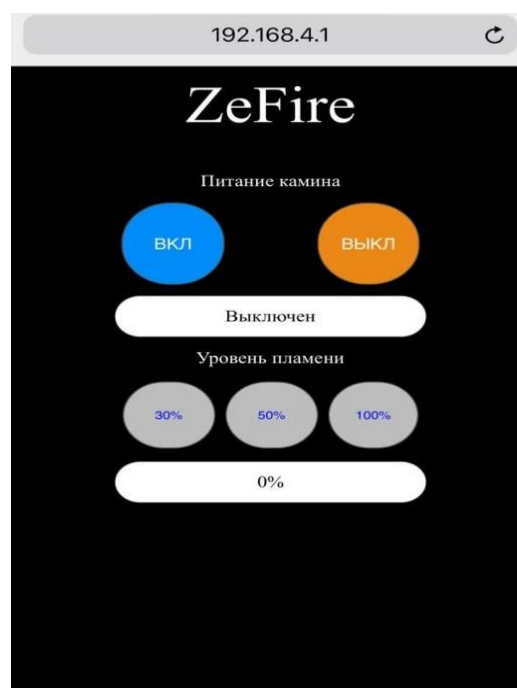 192.168.4.1
ZeFire
Питание камина
ВКЛ ВЫКЛ
Выключен
Уровень пламени
30% 50% 100%
0%